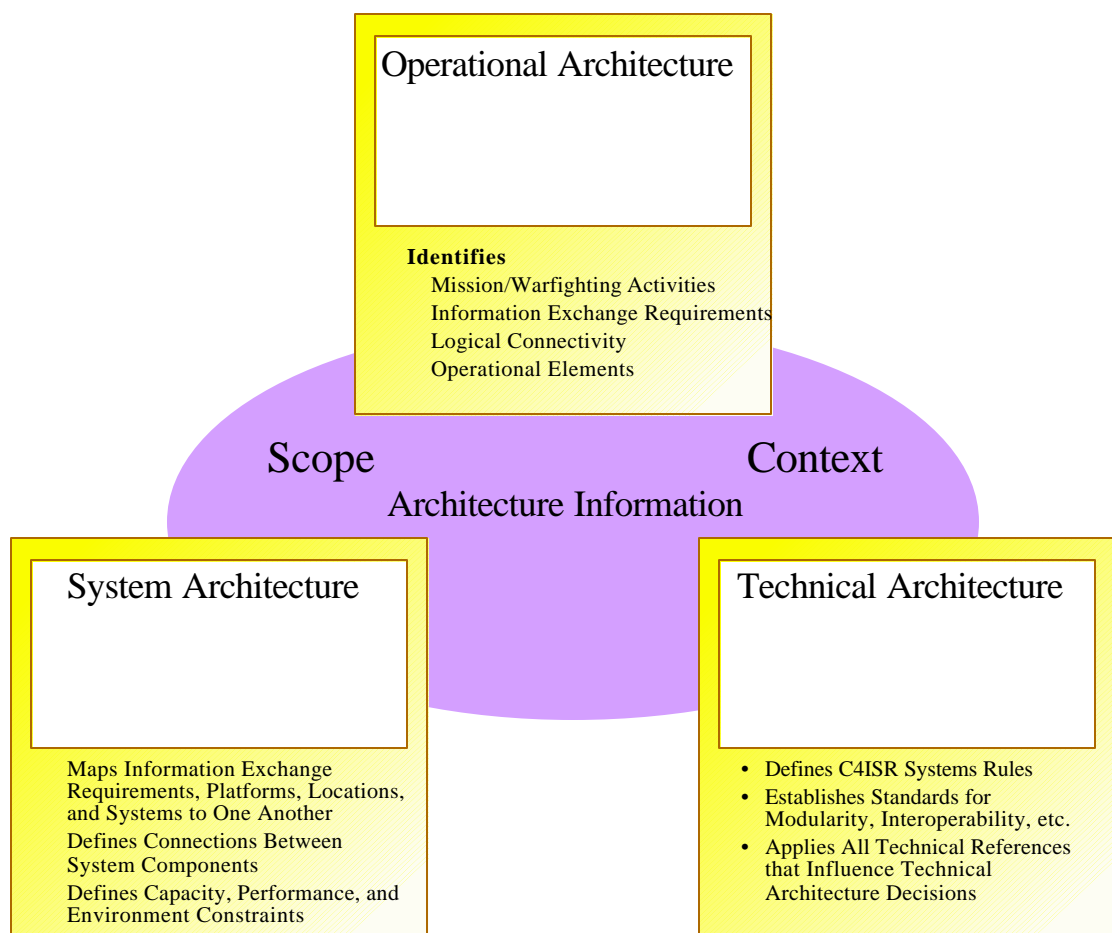 Operational Architecture
Identifies
Mission/Warfighting Activities
Information Exchange Requirements
Logical Connectivity
Operational Elements
Scope
Context
Architecture Information
System Architecture
Maps Information Exchange
Requirements, Platforms, Locations,
and Systems to One Another
Defines Connections Between
System Components
Defines Capacity, Performance, and
Environment Constraints
Technical Architecture
• Defines C4ISR Systems Rules
• Establishes Standards for
Modularity, Interoperability, etc.
• Applies All Technical References
that Influence Technical
Architecture Decisions